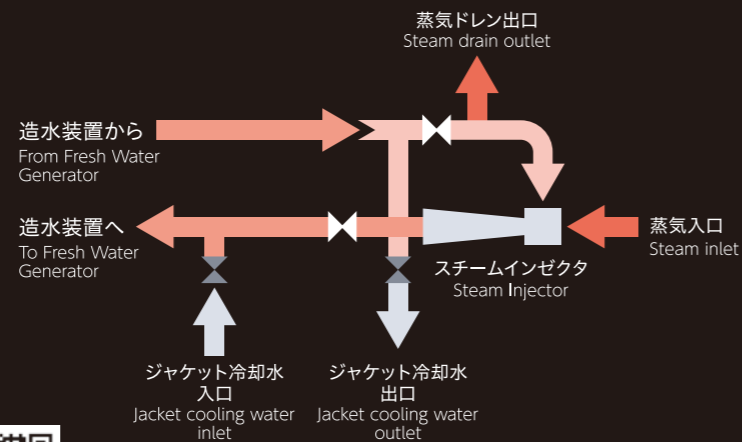 蒸気ドレン出口
Steam drain outlet
造水装置から
From Fresh Water
Generator
造水装置へ
To Fresh Water
Generator
蒸気入口
Steam inlet
スチームインゼクタ
Steam Injector
ジャケット冷却水
入口
Jacket cooling water
inlet
ジャケット冷却水
出口
Jacket cooling water
outlet